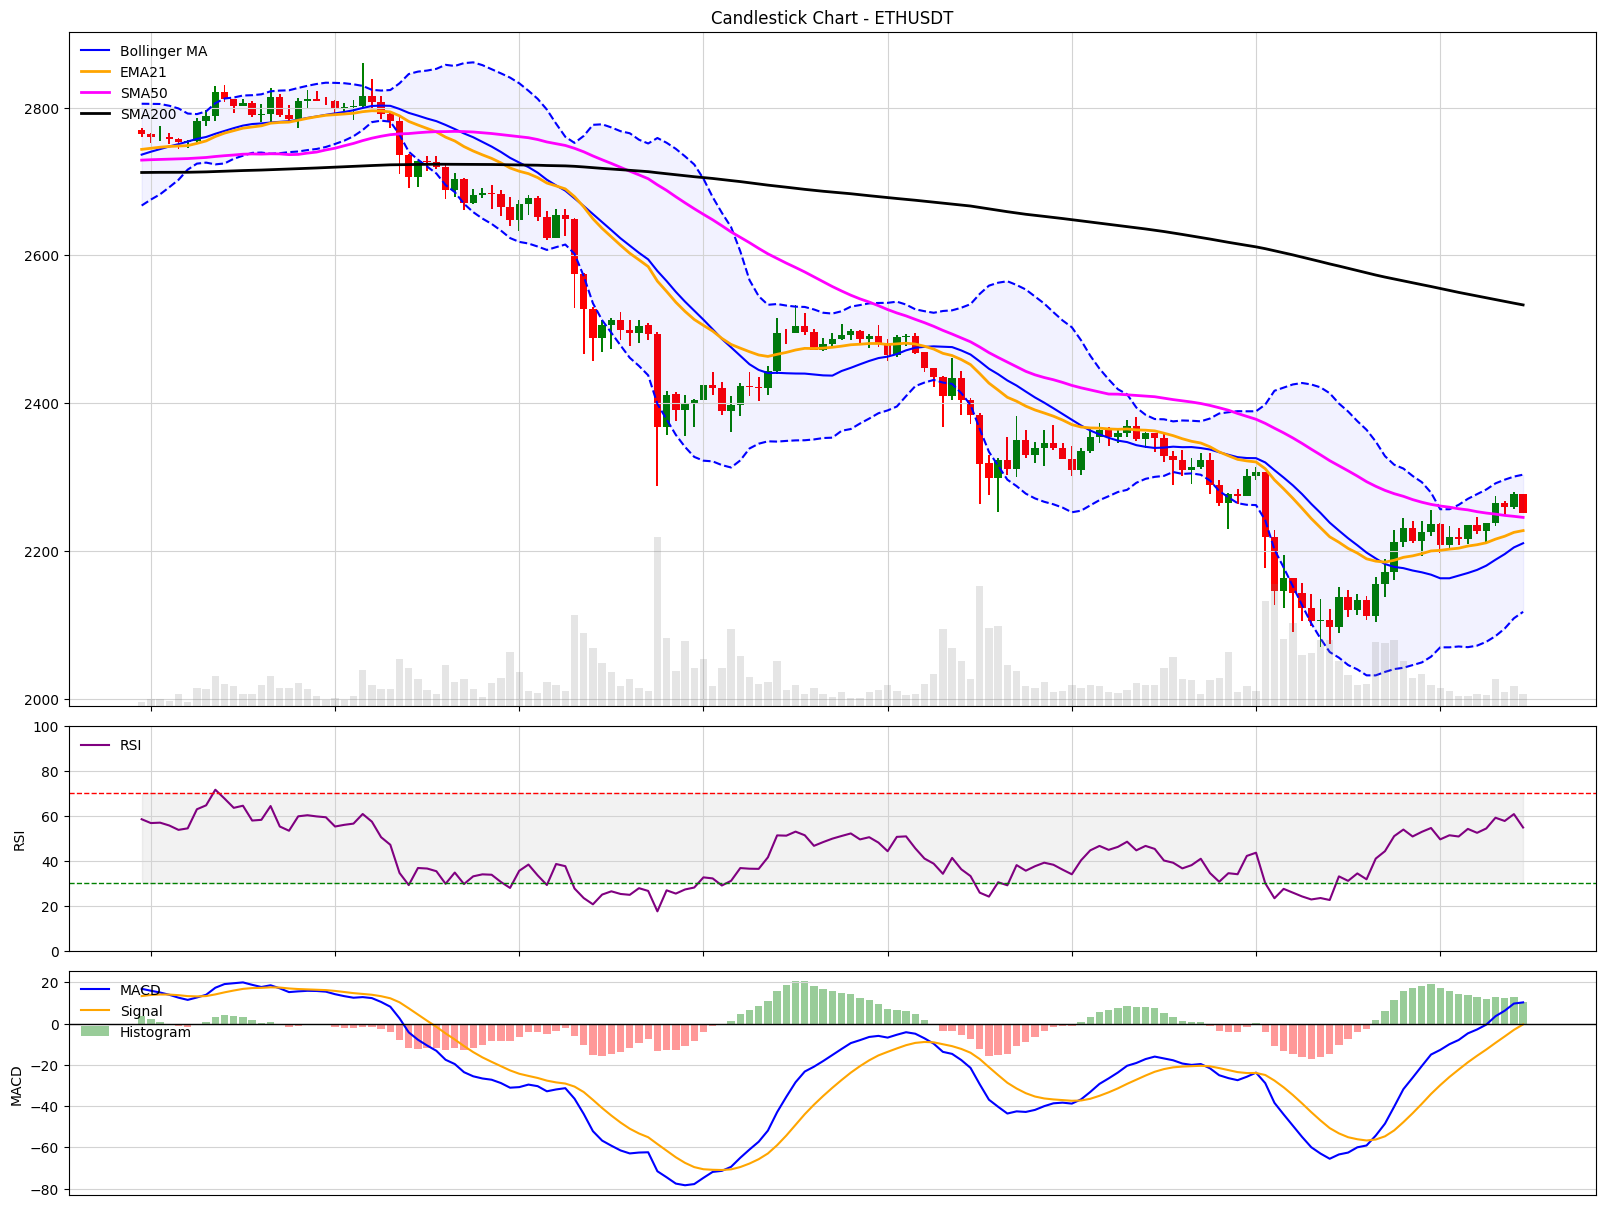 Candlestick Chart - ETHUSDT
Bollinger MA
EMA21
SMA50
SMA200
2800
2600
2400
2200
2000
100
80
60
40
20
0
RSI
RSI
20
0
−20
−40
−60
−80
MACD
MACD
Signal
Histogram